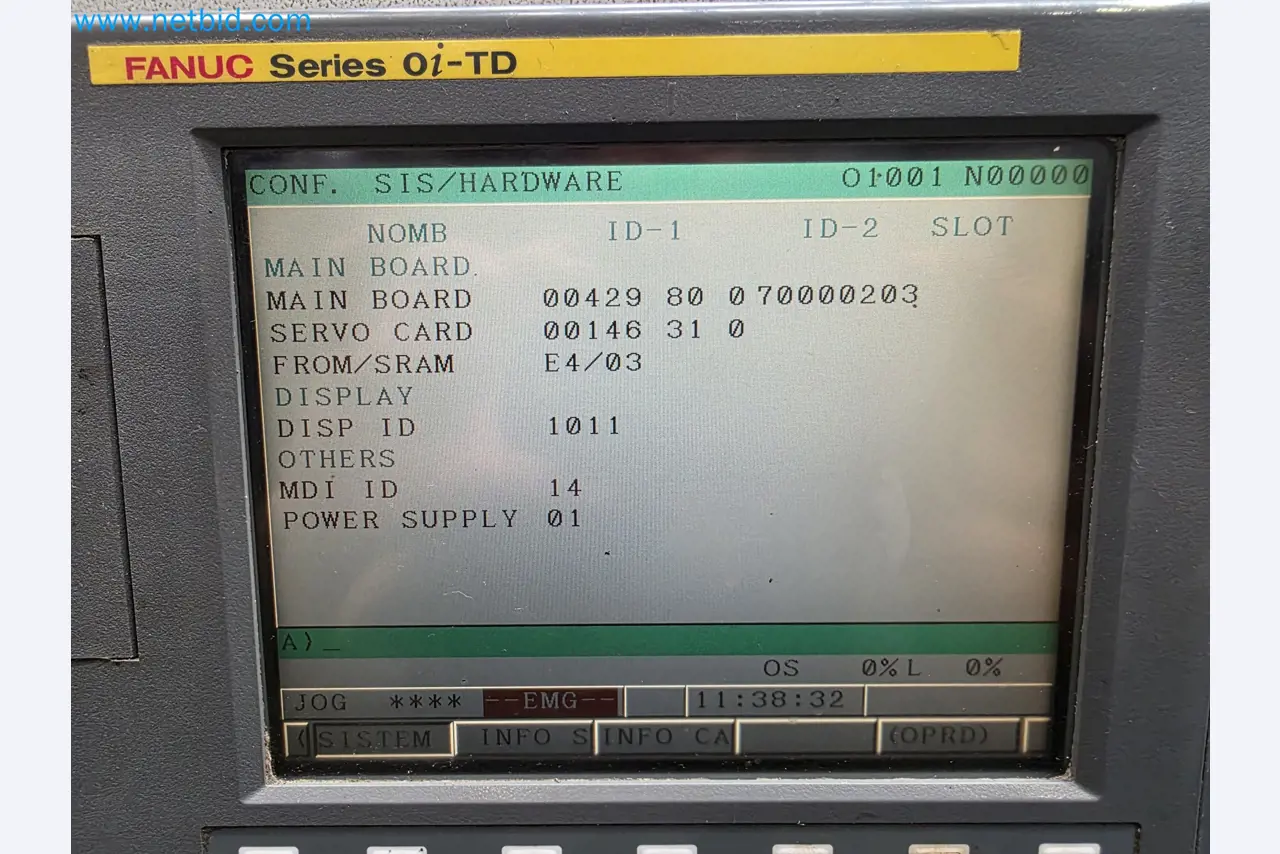 www.netbid.com
FANUC Series 0i-TD
CONF. SIS/HARDWARE O1001 N00000
NOMB ID-1 ID-2 SLOT
MAIN BOARD
MAIN BOARD 00429 80 0 70000203
SERVO CARD 00146 31 0
FROM/SRAM E4/03
DISPLAY
DISP ID 1011
OTHERS
MDI ID 14
POWER SUPPLY 01
A)_
OS 0% L 0%
JOG **** --EMG-- 11:38:32
( SISTEM INFO S INFO CA (OPRD)